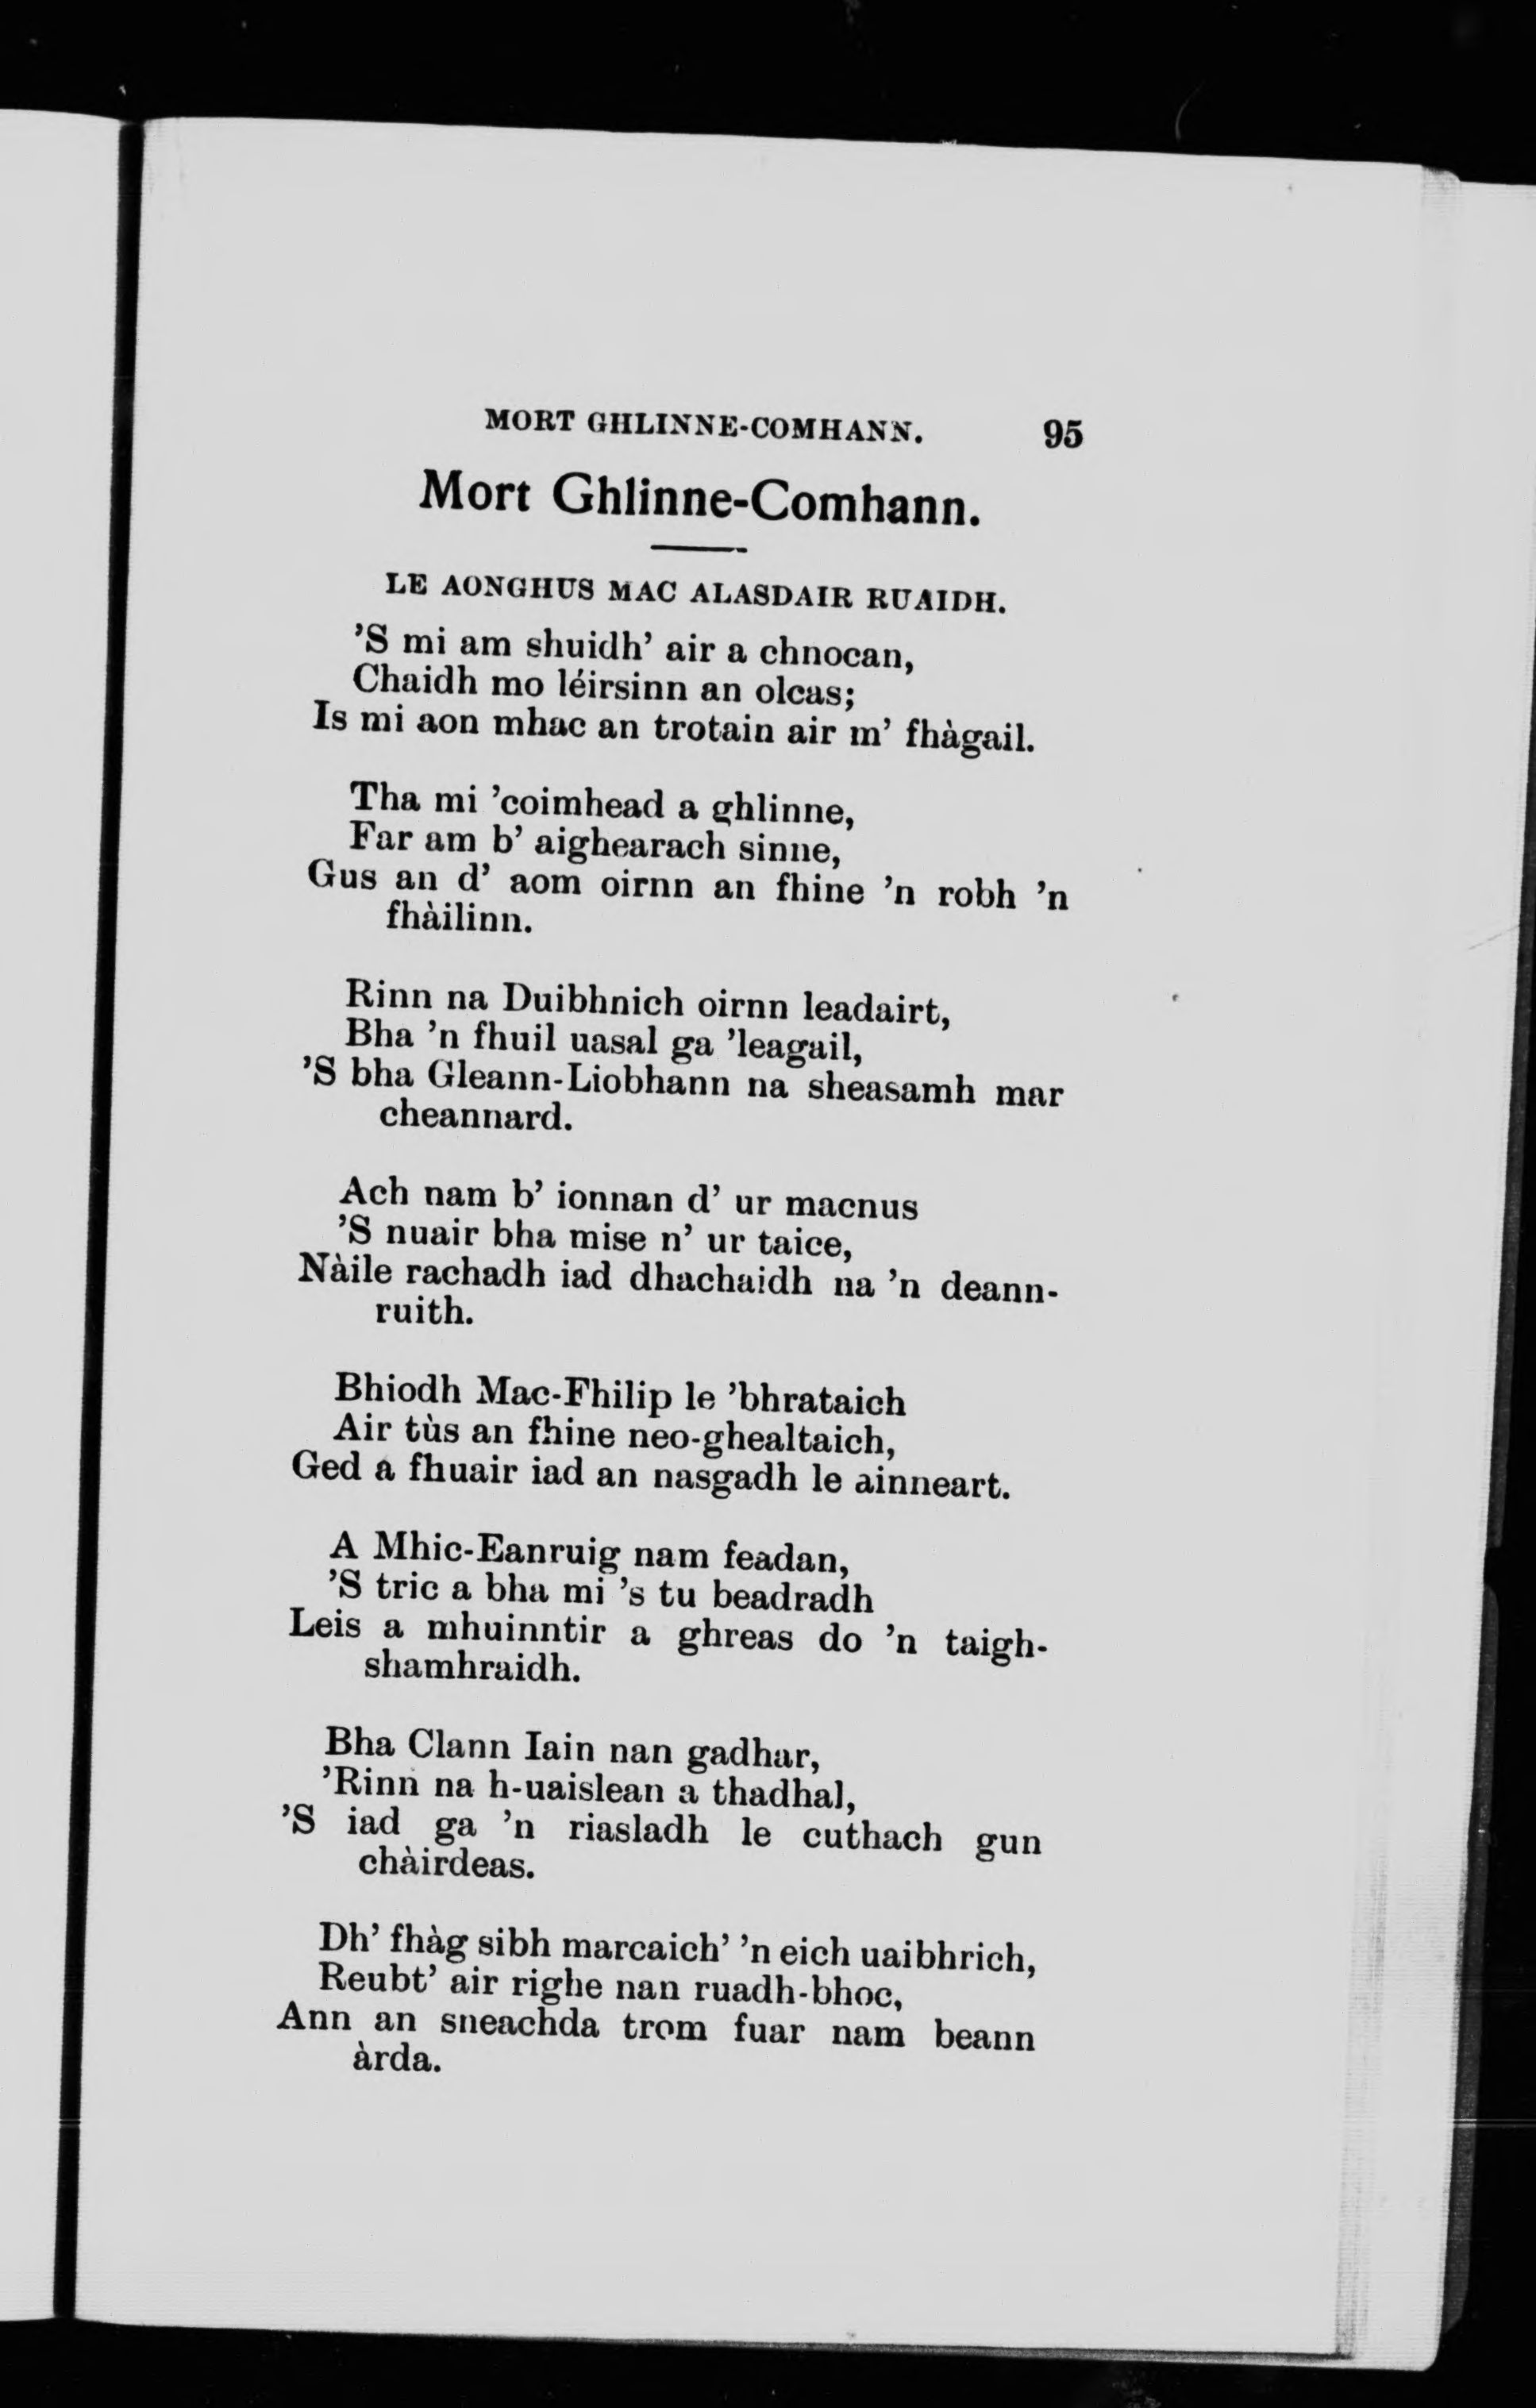 MORT GHLINNE-COMHANN. 95
Mort Ghlinne-Comhann.
LE AONGHUS MAC ALASDAIR RUAIDH.
’S mi am shuidh’ air a chnocan,
Chaidh mo léirsinn an olcas;
Is mi aon mhac an trotain air m’ fhàgail.
Tha mi ’coimhead a ghlinne,
Far am b’ aighearach sinne,
Gus an d’ aom oirnn an fhine ’n robh ’n
fhàilinn.
Rinn na Duibhnich oirnn leadairt,
Bha ’n fhuil uasal ga ’leagail,
’S bha Gleann-Liobhann na sheasamh mar
cheannard.
Ach nam b’ ionnan d’ ur macnus
’S nuair bha mise n’ ur taice,
Nàile rachadh iad dhachaidh na ’n deann-
ruith.
Bhiodh Mac-Fhilip le ’bhrataich
Air tùs an fhine neo-ghealtaich,
Ged a fhuair iad an nasgadh le ainneart.
A Mhic-Eanruig nam feadan,
’S tric a bha mi ’s tu beadradh
Leis a mhuinntir a ghreas do ’n taigh-
shamhraidh.
Bha Clann Iain nan gadhar,
’Rinn na h-uaislean a thadhal,
’S iad ga ’n riasladh le cuthach gun
chàirdeas.
Dh’ fhàg sibh marcaich’ ’n eich uaibhrich,
Reubt’ air righe nan ruadh-bhoc,
Ann an sneachda trom fuar nam beann
àrda.